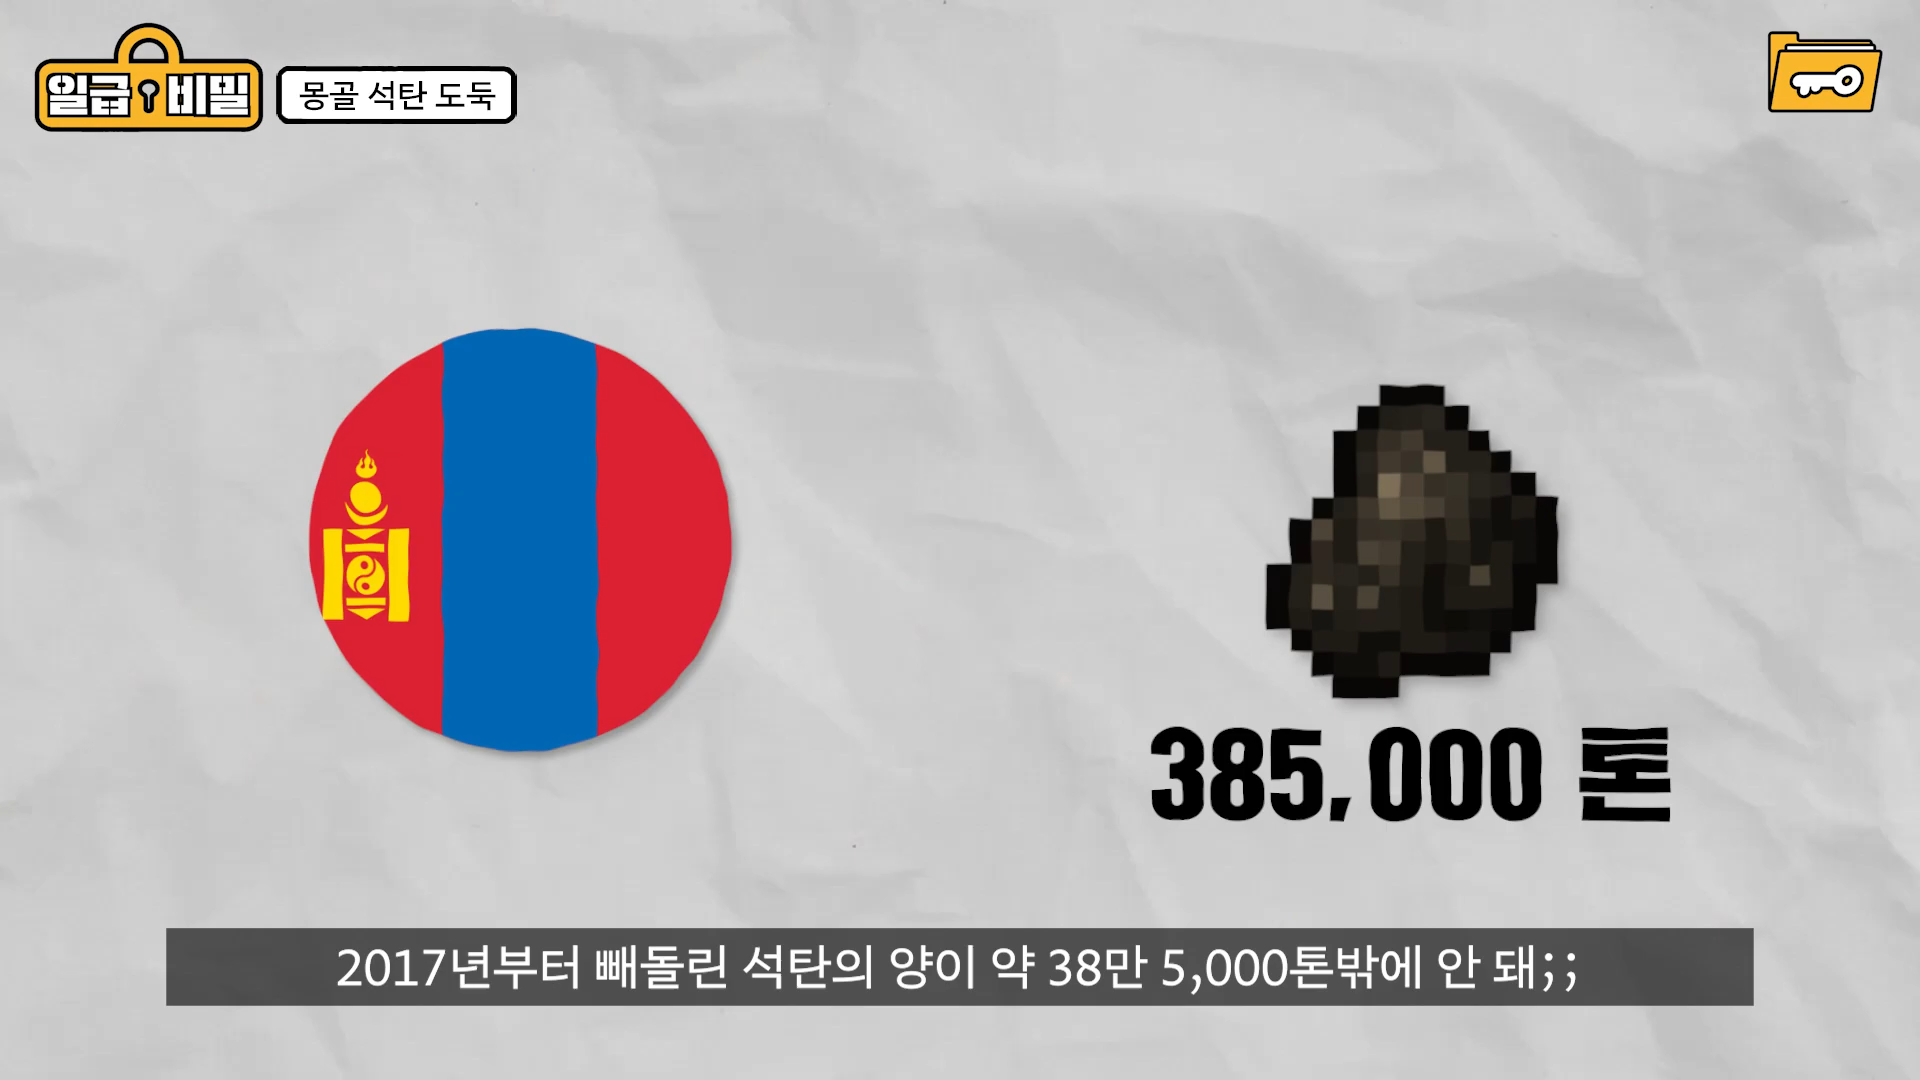 일급비밀
몽골 석탄 도둑
385,000 톤
2017년부터 빼돌린 석탄의 양이 약 38만 5,000톤밖에 안 돼;;